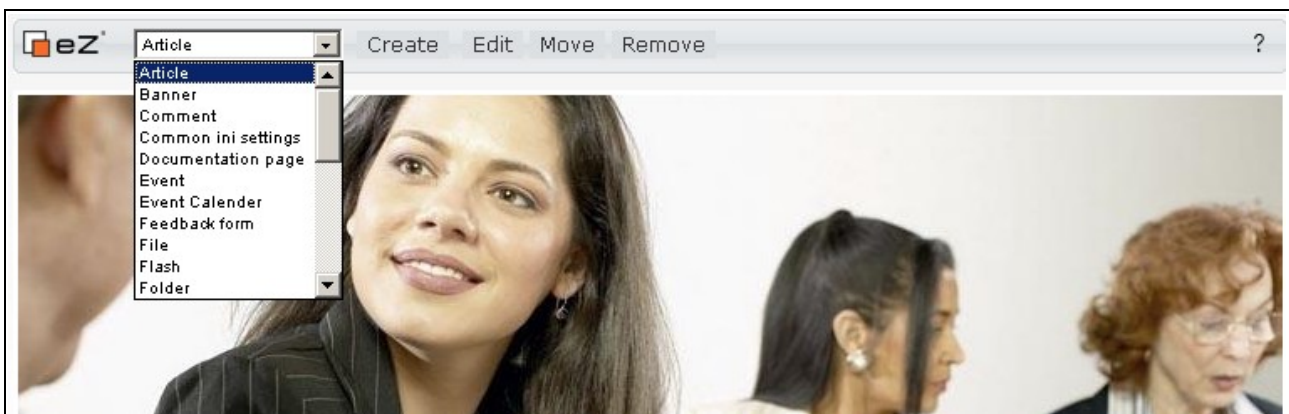 eZ Article Create Edit Move Remove ?
Article
Banner
Comment
Common ini settings
Documentation page
Event
Event Calender
Feedback form
File
Flash
Folder